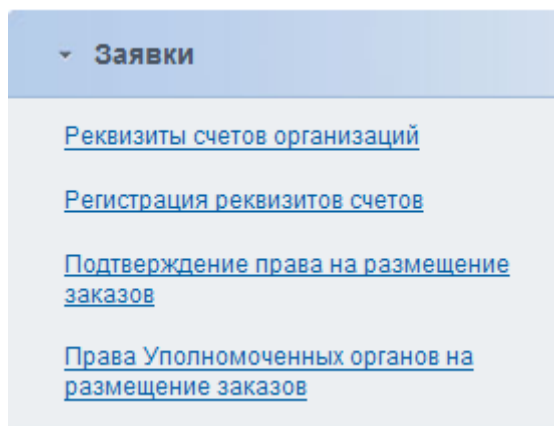 Заявки
Реквизиты счетов организаций
Регистрация реквизитов счетов
Подтверждение права на размещение
заказов
Права Уполномоченных органов на
размещение заказов